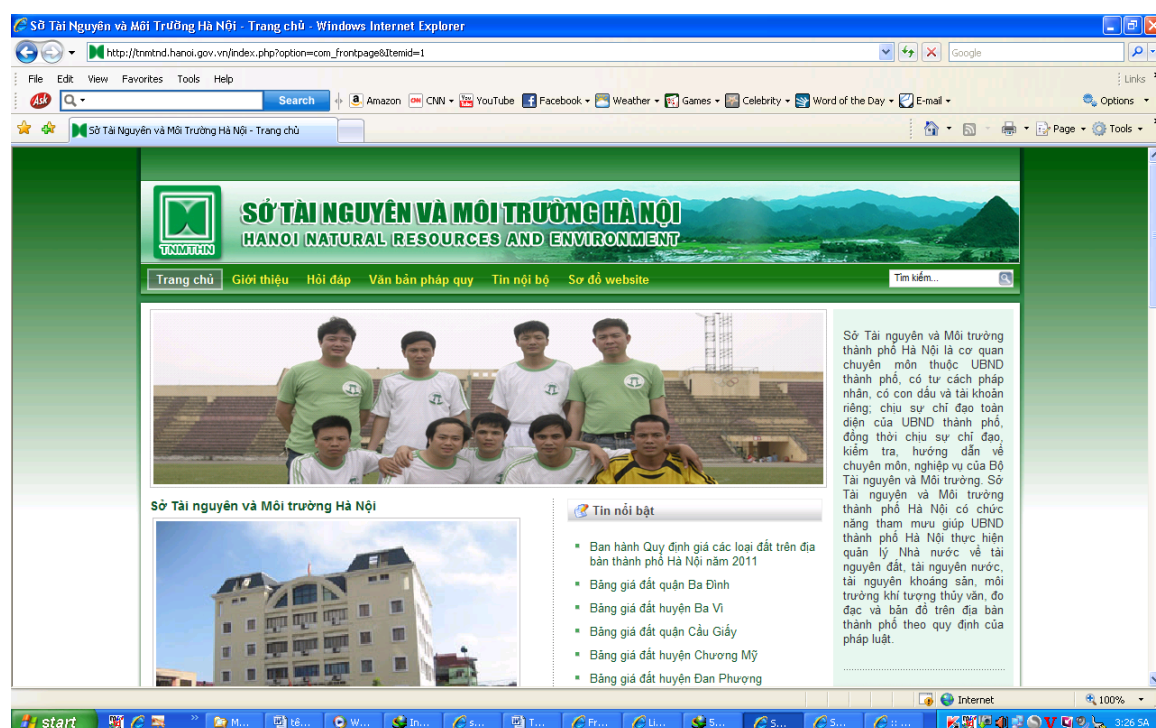 Sở Tài Nguyên và Môi Trường Hà Nội - Trang chủ - Windows Internet Explorer
http://tnmtnd.hanoi.gov.vn/index.php?option=com_frontpage&Itemid=1
Google
File Edit View Favorites Tools Help
Links
Ask
Search
Amazon CNN YouTube Facebook Weather Games Celebrity Word of the Day E-mail
Options
Sở Tài Nguyên và Môi Trường Hà Nội - Trang chủ
Page Tools
TNMTHN
SỞ TÀI NGUYÊN VÀ MÔI TRƯỜNG HÀ NỘI
HANOI NATURAL RESOURCES AND ENVIRONMENT
Trang chủ Giới thiệu Hỏi đáp Văn bản pháp quy Tin nội bộ Sơ đồ website
Tìm kiếm...
Sở Tài nguyên và Môi trường Hà Nội
Tin nổi bật
Ban hành Quy định giá các loại đất trên địa
bàn thành phố Hà Nội năm 2011
Bảng giá đất quận Ba Đình
Bảng giá đất huyện Ba Vì
Bảng giá đất quận Cầu Giấy
Bảng giá đất huyện Chương Mỹ
Bảng giá đất huyện Đan Phượng
Sở Tài nguyên và Môi trường
thành phố Hà Nội là cơ quan
chuyên môn thuộc UBND
thành phố, có tư cách pháp
nhân, có con dấu và tài khoản
riêng; chịu sự chỉ đạo toàn
diện của UBND thành phố,
đồng thời chịu sự chỉ đạo,
kiểm tra, hướng dẫn về
chuyên môn, nghiệp vụ của Bộ
Tài nguyên và Môi trường. Sở
Tài nguyên và Môi trường
thành phố Hà Nội có chức
năng tham mưu giúp UBND
thành phố Hà Nội thực hiện
quản lý Nhà nước về tài
nguyên đất, tài nguyên nước,
tài nguyên khoáng sản, môi
trường khí tượng thủy văn, đo
đạc và bản đồ trên địa bàn
thành phố theo quy định của
pháp luật.
Internet
100%
start
M... tê... W... In... s... T... Fr... Li... S... S... S... :: ...
3:26 SA